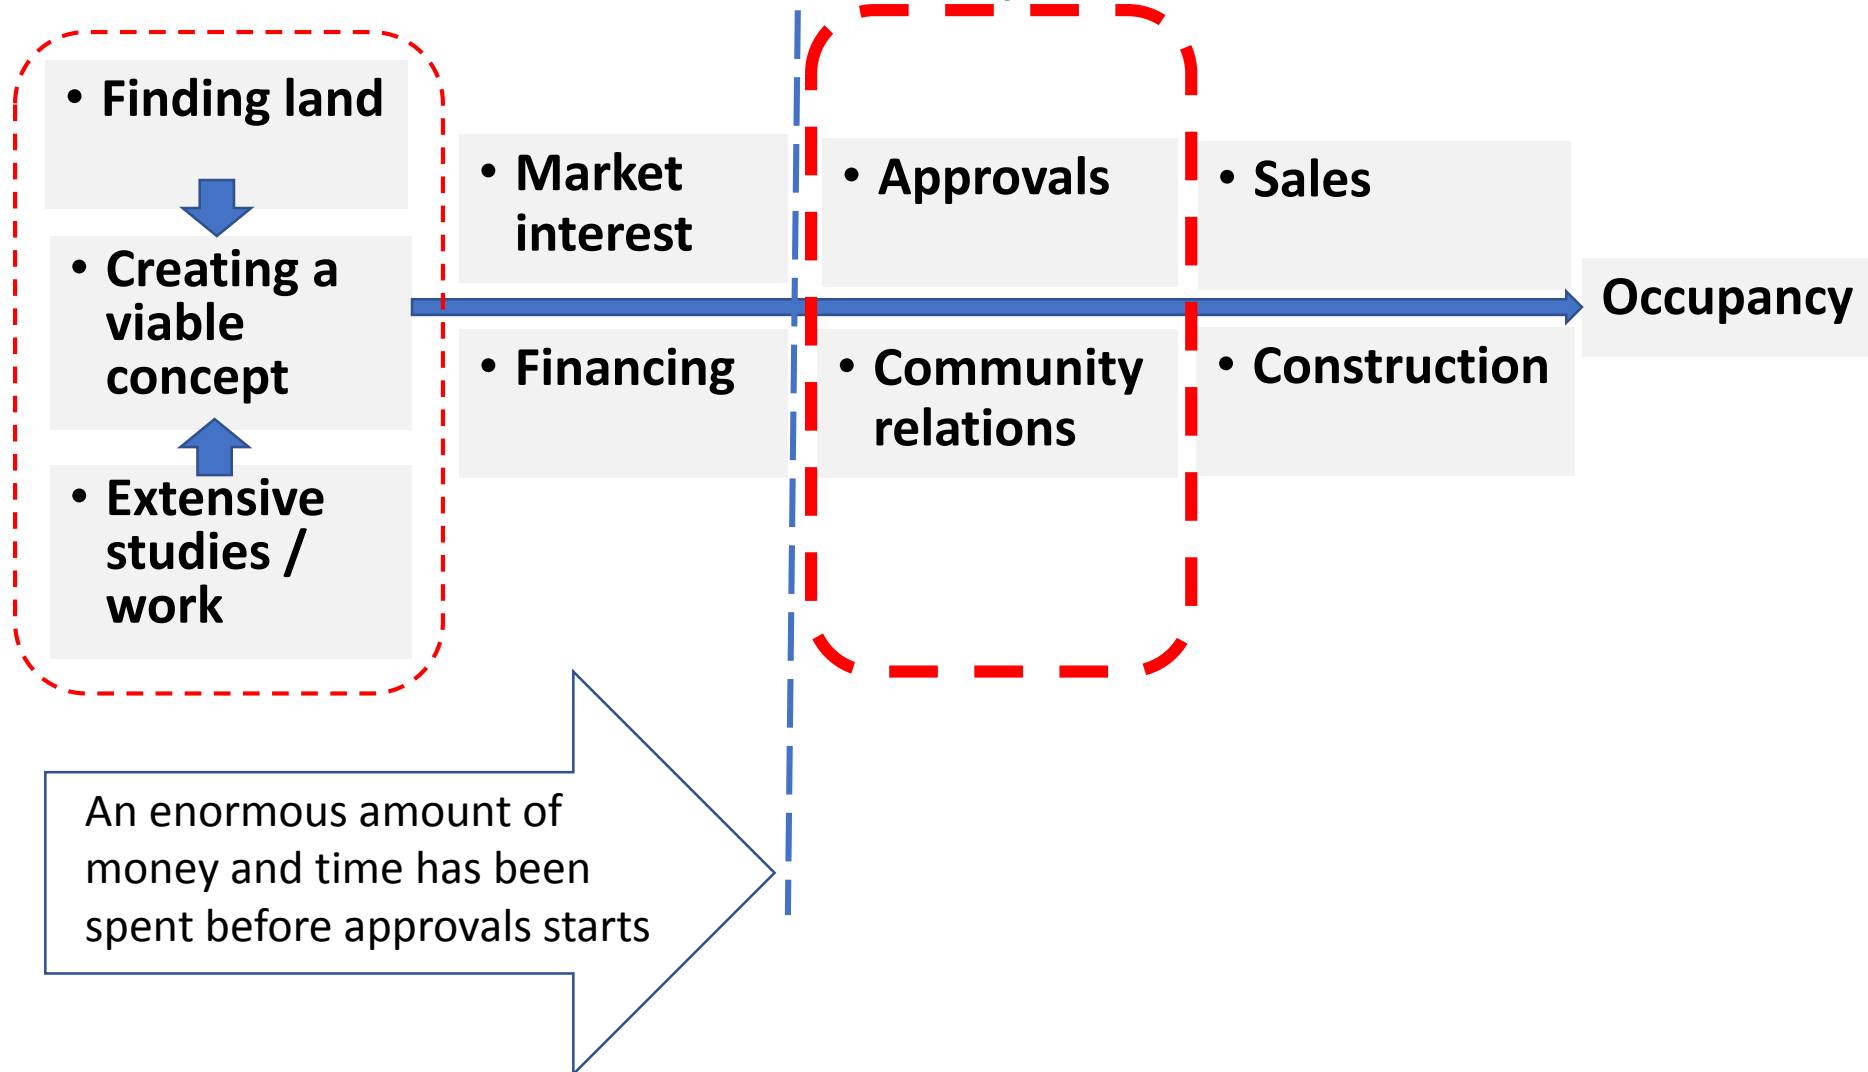 • Finding land
• Creating a
viable
concept
• Extensive
studies /
work
• Market
interest
• Financing
• Approvals
• Community
relations
• Sales
• Construction
Occupancy
An enormous amount of
money and time has been
spent before approvals starts